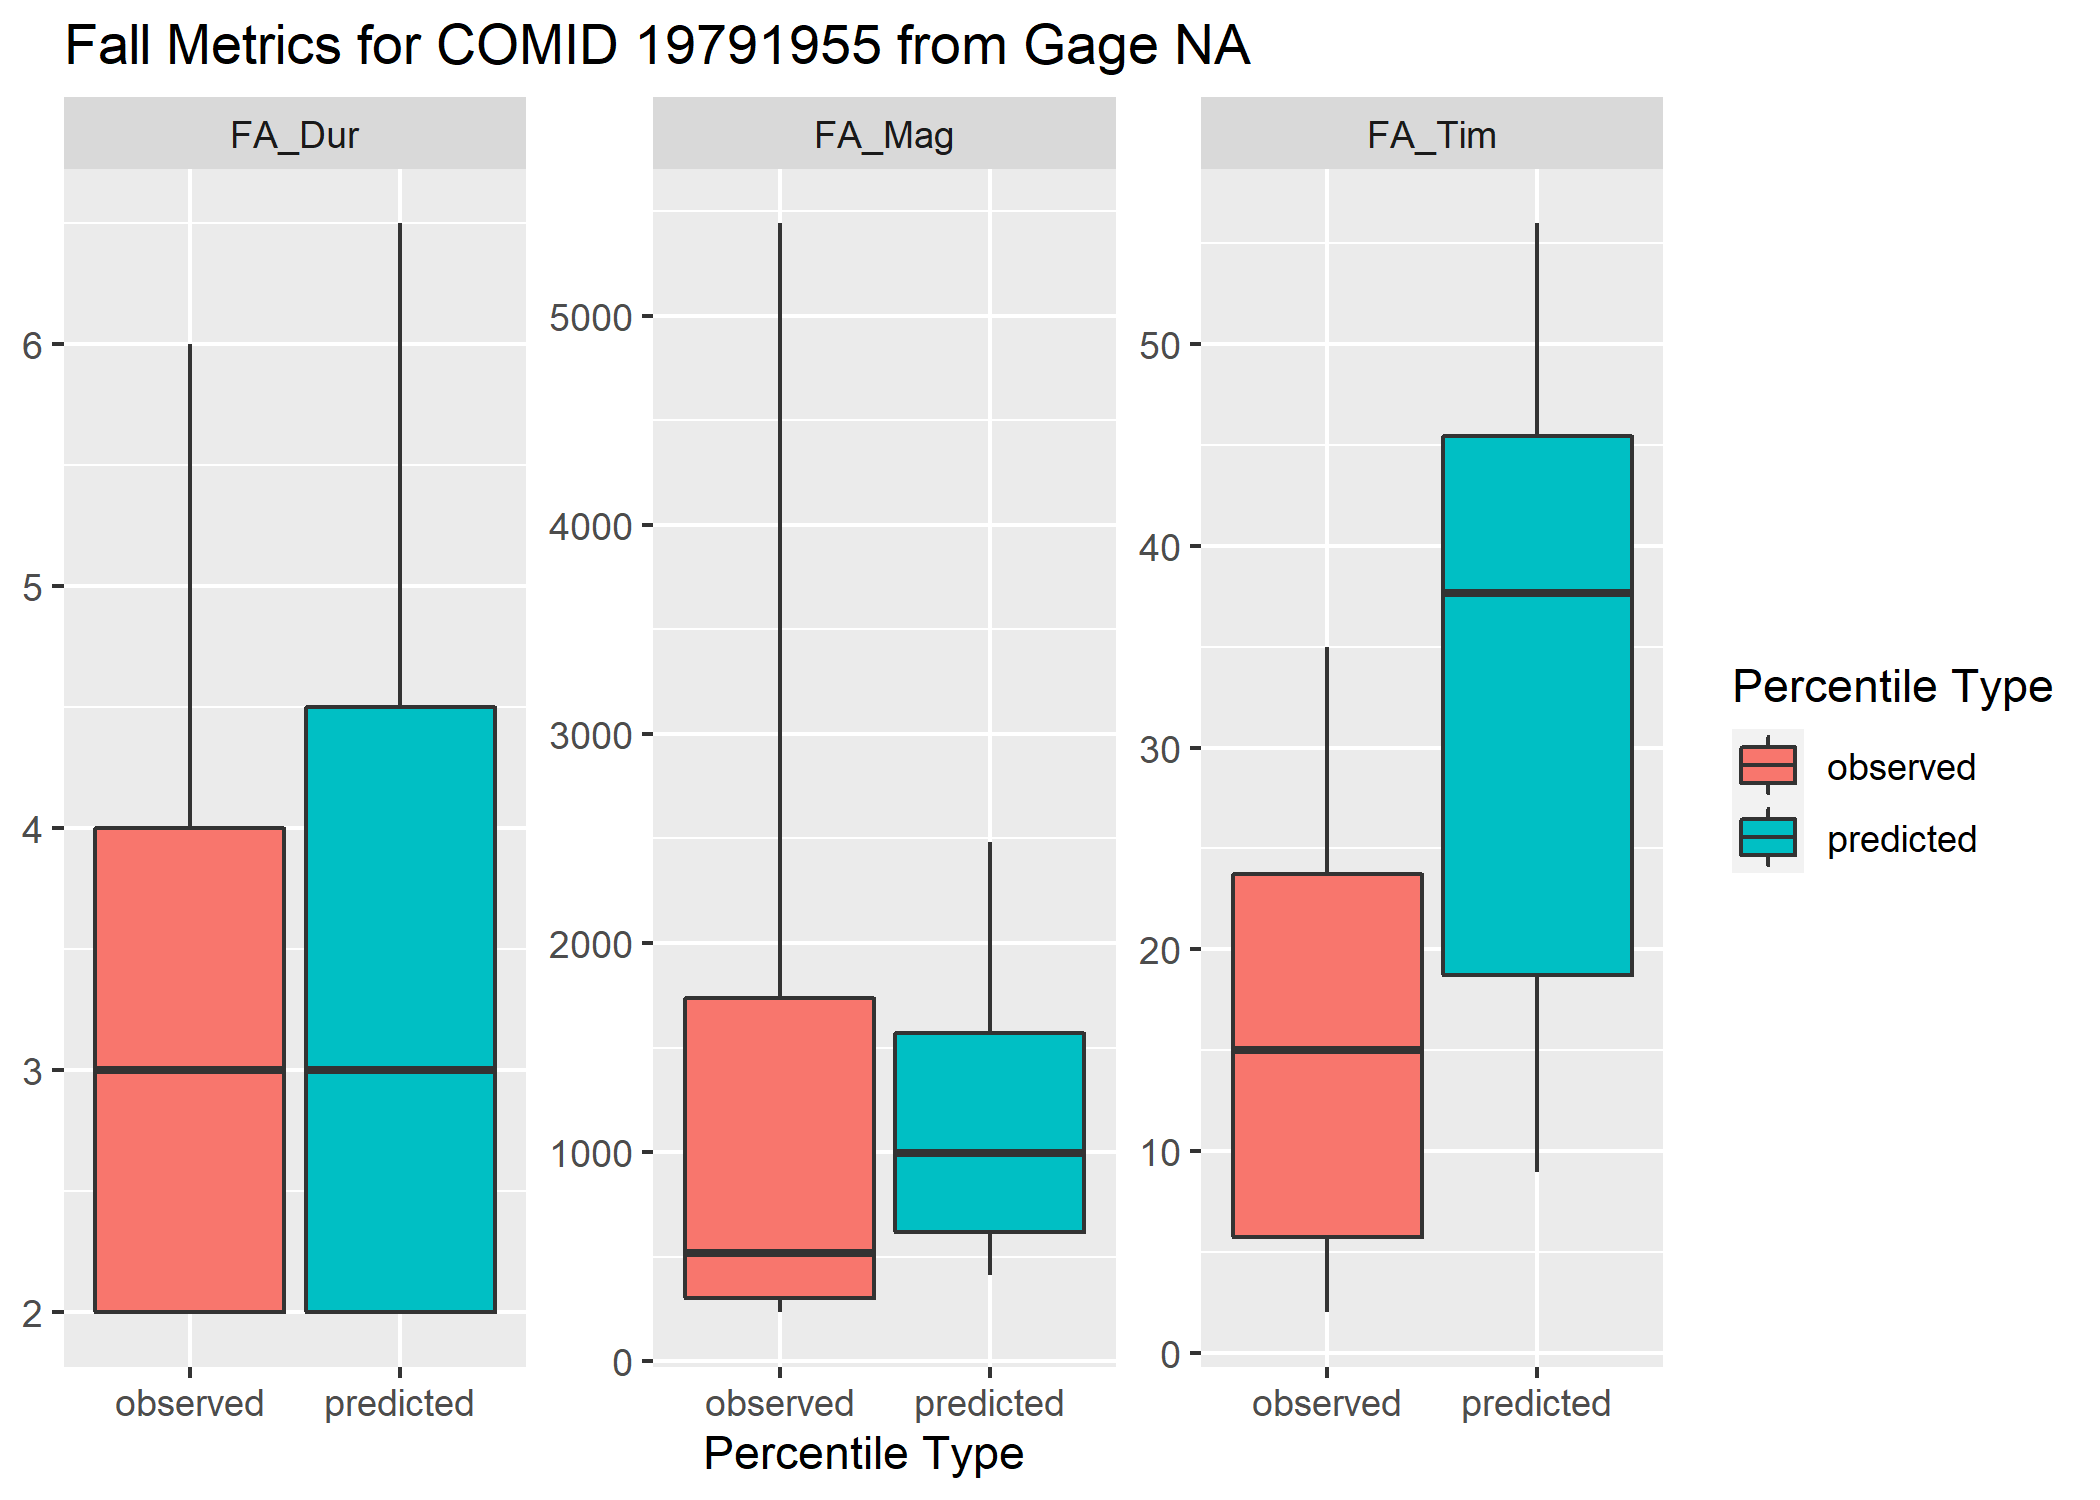 Fall Metrics for COMID 19791955 from Gage NA
FA_Dur
FA_Mag
FA_Tim
6
5
4
3
2
5000
4000
3000
2000
1000
0
50
40
30
20
10
0
observed
predicted
observed
predicted
observed
predicted
Percentile Type
Percentile Type
observed
predicted